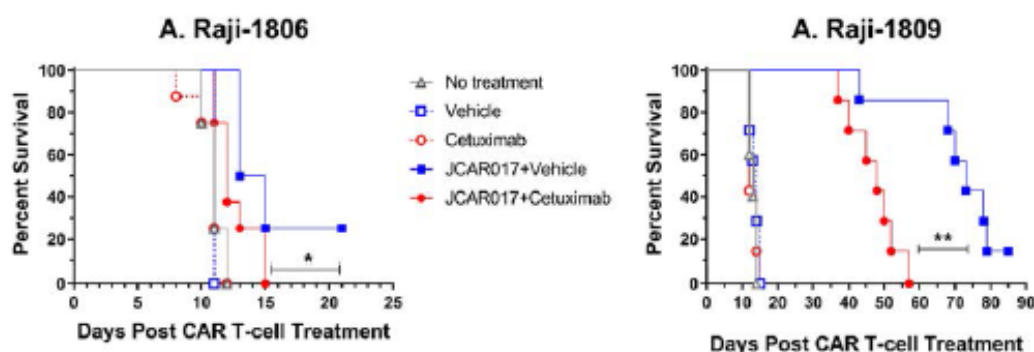 A. Raji-1806
Percent Survival
100
80
60
40
20
0
0 5 10 15 20 25
Days Post CAR T-cell Treatment
*
No treatment
Vehicle
Cetuximab
JCAR017+Vehicle
JCAR017+Cetuximab
A. Raji-1809
Percent Survival
100
80
60
40
20
0
0 10 20 30 40 50 60 70 80 90
Days Post CAR T-cell Treatment
**